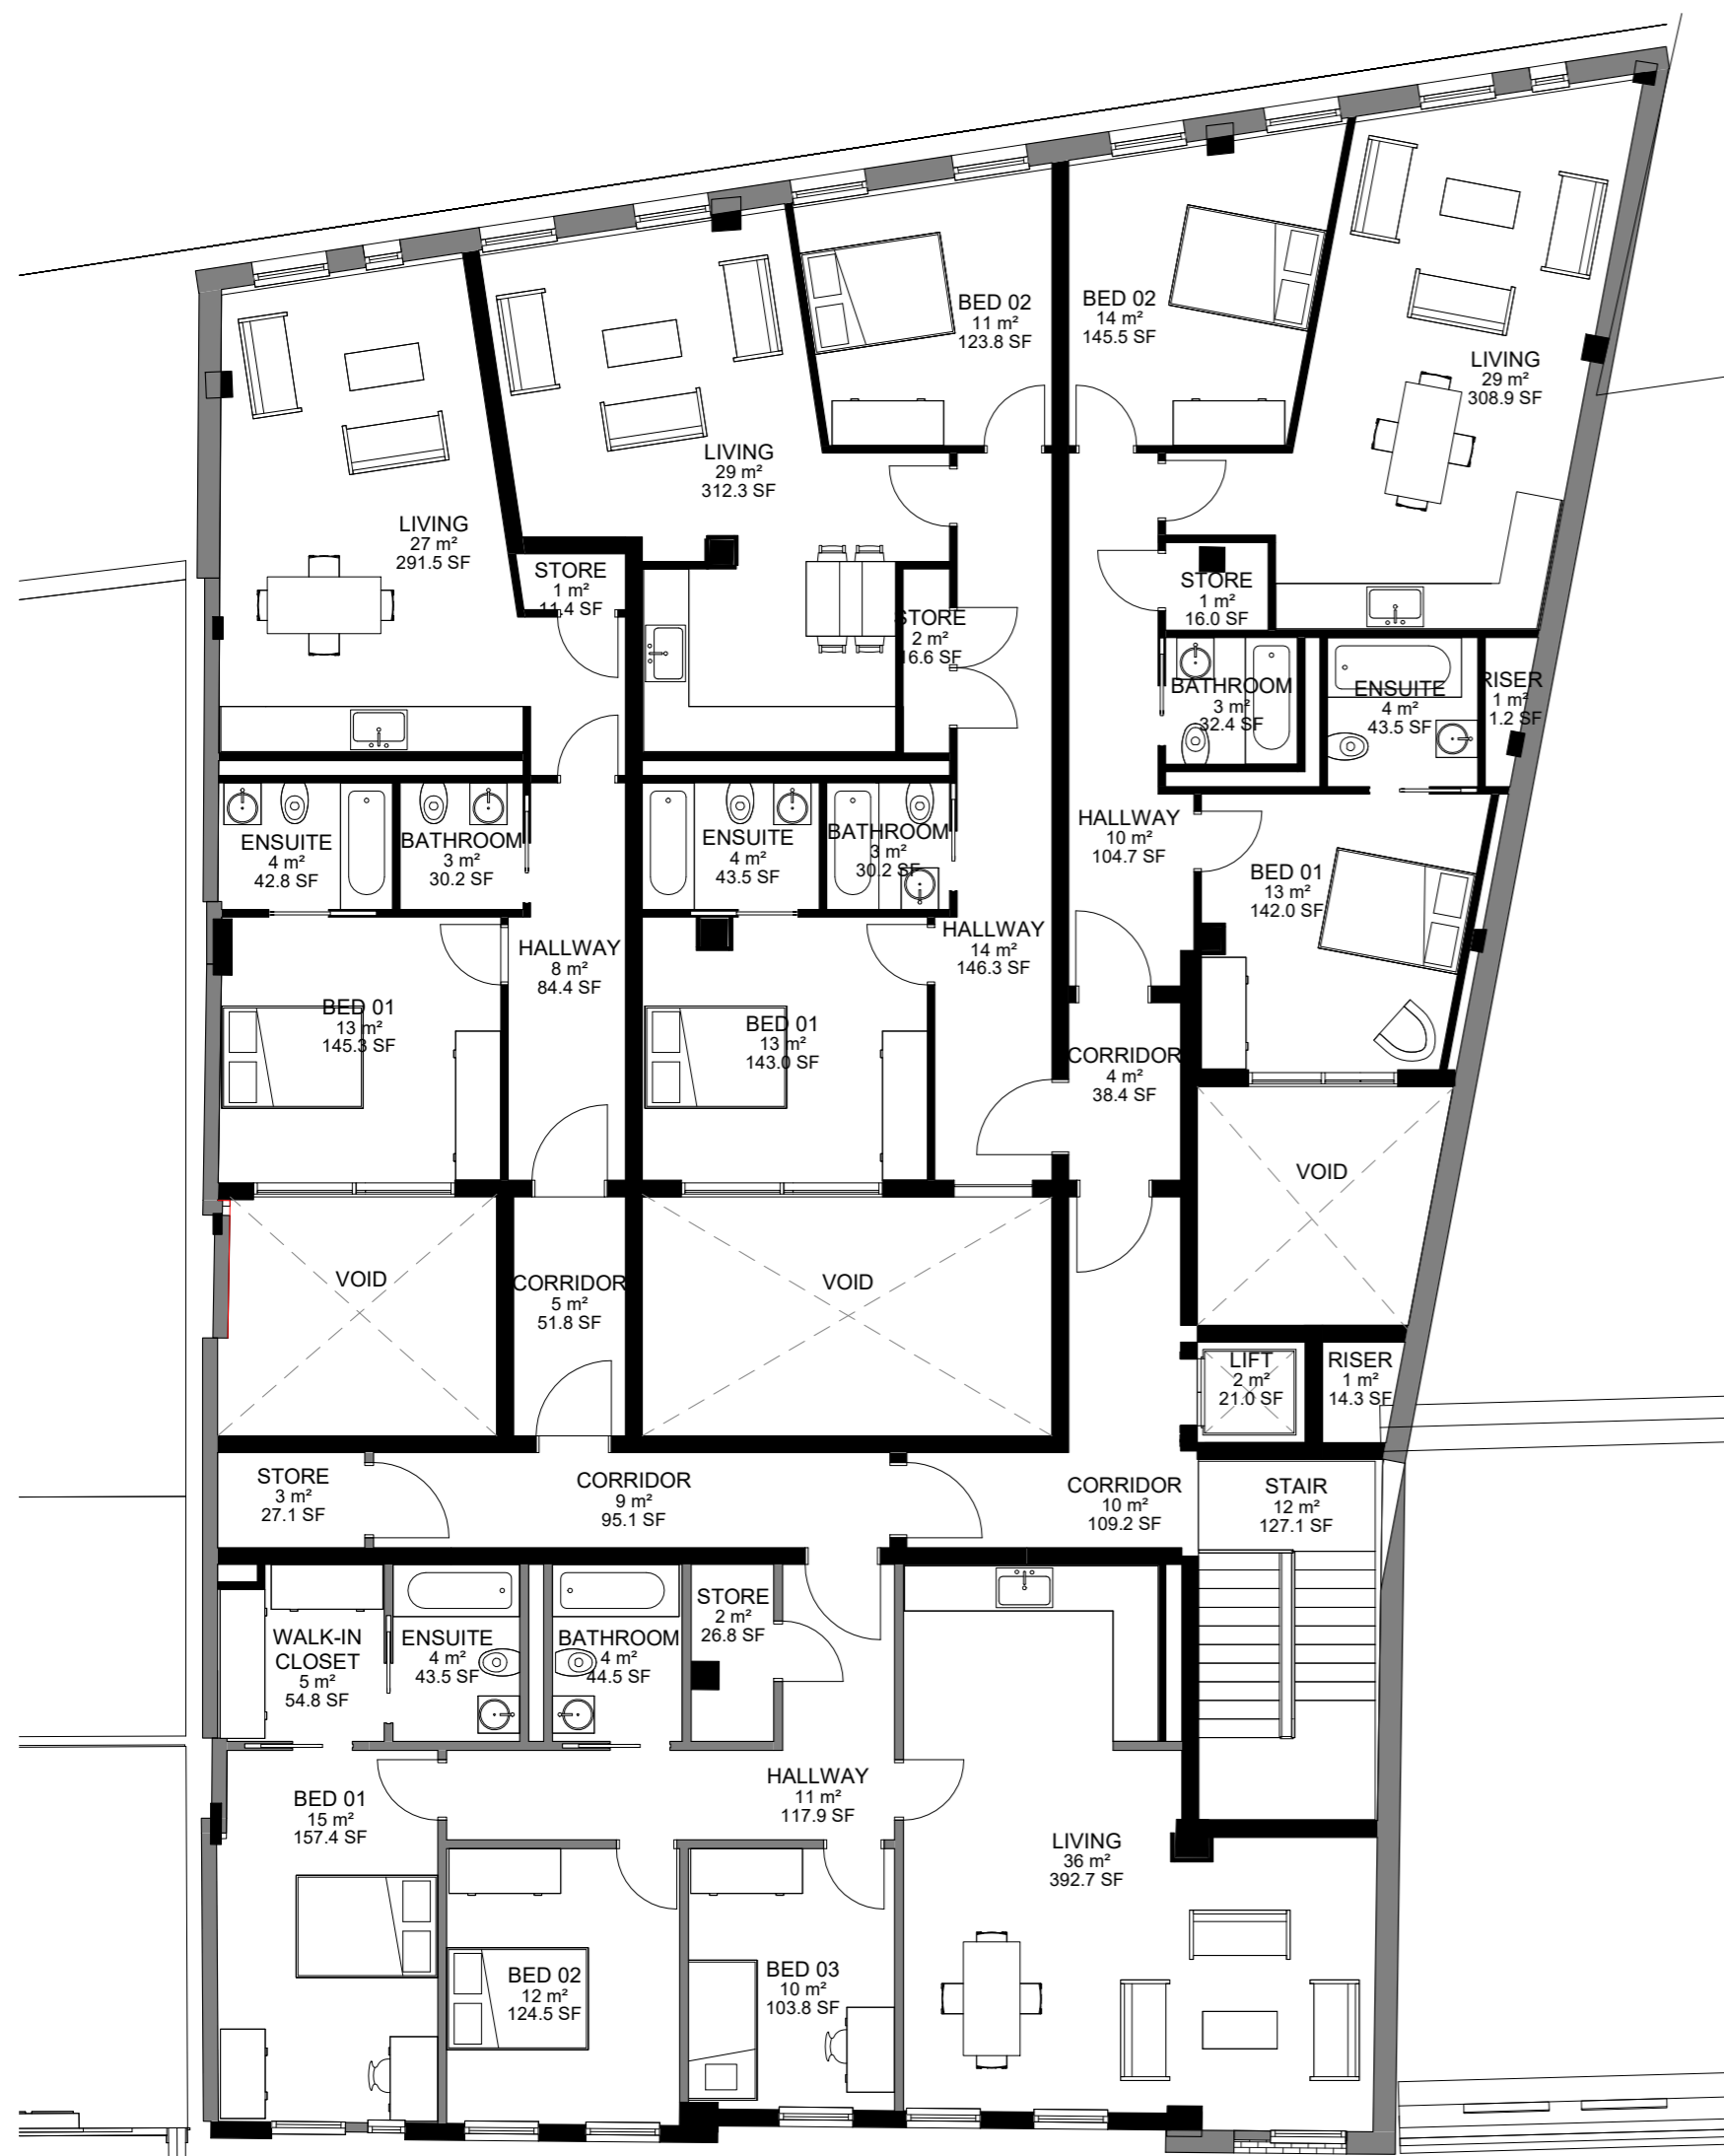 BED 02
11 m²
123.8 SF
BED 02
14 m²
145.5 SF
LIVING
29 m²
308.9 SF
LIVING
29 m²
312.3 SF
LIVING
27 m²
291.5 SF
STORE
1 m²
11.4 SF
STORE
1 m²
16.0 SF
STORE
2 m²
16.6 SF
BATHROOM
3 m²
32.4 SF
ENSUITE
4 m²
43.5 SF
RISER
1 m²
1.2 SF
ENSUITE
4 m²
42.8 SF
BATHROOM
3 m²
30.2 SF
ENSUITE
4 m²
43.5 SF
BATHROOM
3 m²
30.2 SF
HALLWAY
10 m²
104.7 SF
BED 01
13 m²
142.0 SF
HALLWAY
8 m²
84.4 SF
HALLWAY
14 m²
146.3 SF
BED 01
13 m²
145.3 SF
BED 01
13 m²
143.0 SF
CORRIDOR
4 m²
38.4 SF
VOID
VOID
CORRIDOR
5 m²
51.8 SF
VOID
LIFT
2 m²
21.0 SF
RISER
1 m²
14.3 SF
STORE
3 m²
27.1 SF
CORRIDOR
9 m²
95.1 SF
CORRIDOR
10 m²
109.2 SF
STAIR
12 m²
127.1 SF
WALK-IN
CLOSET
5 m²
54.8 SF
ENSUITE
4 m²
43.5 SF
BATHROOM
4 m²
44.5 SF
STORE
2 m²
26.8 SF
BED 01
15 m²
157.4 SF
HALLWAY
11 m²
117.9 SF
LIVING
36 m²
392.7 SF
BED 02
12 m²
124.5 SF
BED 03
10 m²
103.8 SF